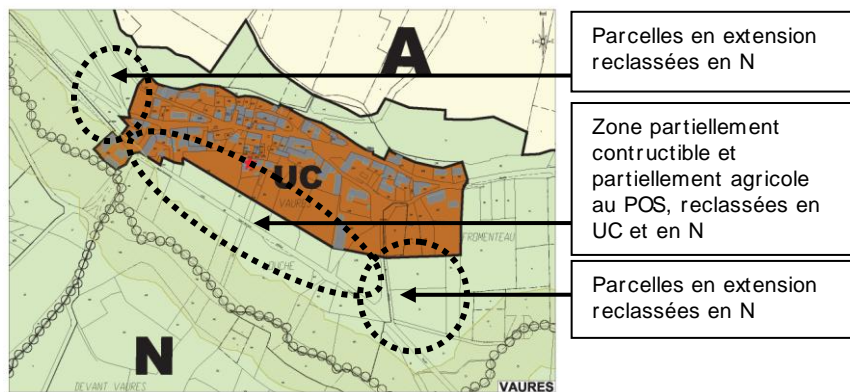 Parcelles en extension
reclassées en N
Zone partiellement
contructible et
partiellement agricole
au POS, reclassées en
UC et en N
Parcelles en extension
reclassées en N
A
UC
VAURES
FROMENTEAU
N
DEVANT VAURES
VAURES